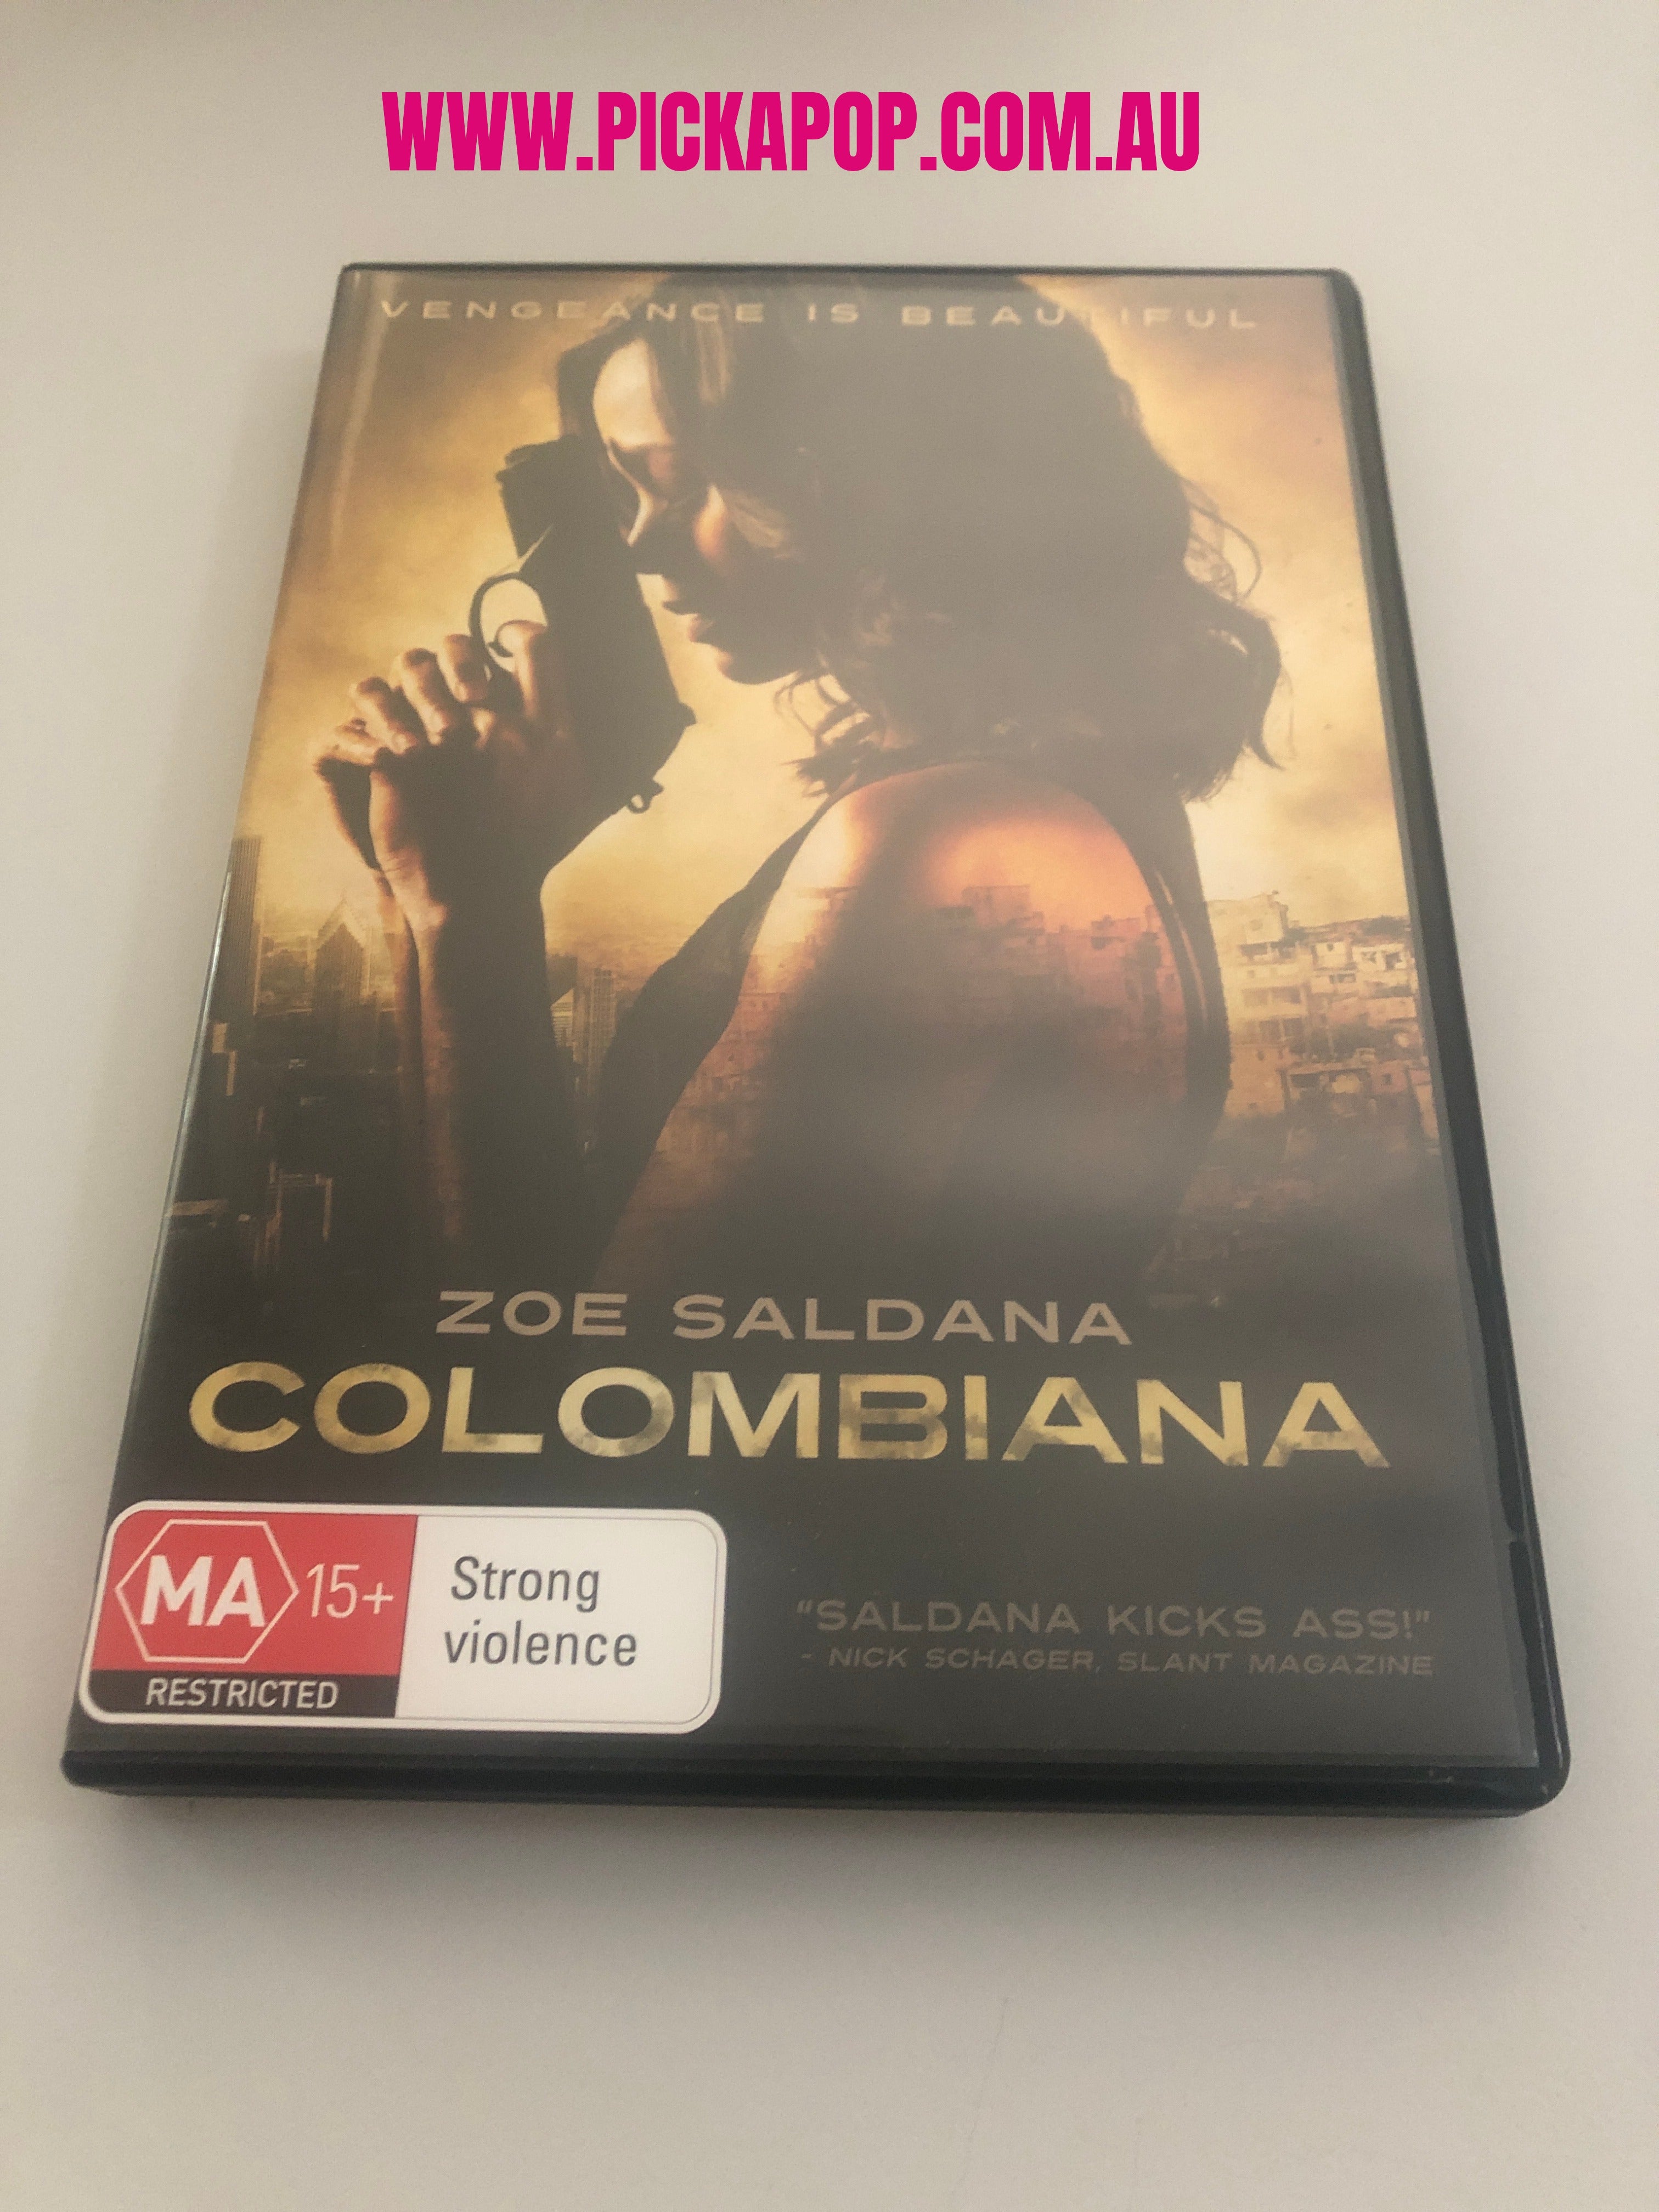 WWW.PICKAPOP.COM.AU
VENGEANCE IS BEAUTIFUL
ZOE SALDANA
COLOMBIANA
MA 15+
RESTRICTED
Strong
violence
"SALDANA KICKS ASS!"
- NICK SCHAGER, SLANT MAGAZINE